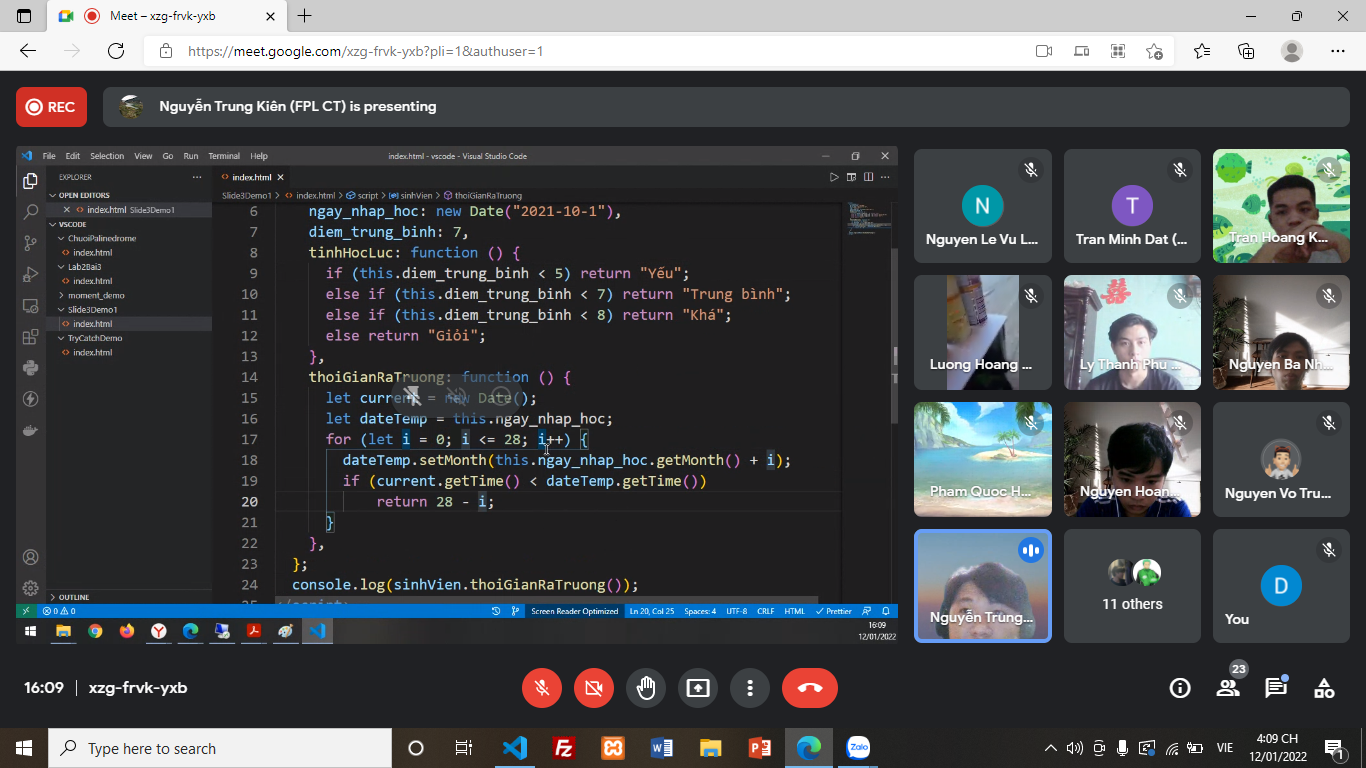 Meet – xzg-frvk-yxb
https://meet.google.com/xzg-frvk-yxb?pli=1&authuser=1
REC
Nguyễn Trung Kiên (FPL CT) is presenting
File Edit Selection View Go Run Terminal Help
index.html - vscode - Visual Studio Code
EXPLORER
OPEN EDITORS
index.html Slide3Demo1
VSCODE
ChuoiPalinedrome
index.html
Lab2Bai3
index.html
moment_demo
Slide3Demo1
index.html
TryCatchDemo
index.html
OUTLINE
index.html
Slide3Demo1 > index.html > script > sinhVien > thoiGianRaTruong
6 ngay_nhap_hoc: new Date("2021-10-1"),
7 diem_trung_binh: 7,
8 tinhHocLuc: function () {
9 if (this.diem_trung_binh < 5) return "Yếu";
10 else if (this.diem_trung_binh < 7) return "Trung bình";
11 else if (this.diem_trung_binh < 8) return "Khá";
12 else return "Giỏi";
13 },
14 thoiGianRaTruong: function () {
15 let current = new Date();
16 let dateTemp = this.ngay_nhap_hoc;
17 for (let i = 0; i <= 28; i++) {
18 dateTemp.setMonth(this.ngay_nhap_hoc.getMonth() + i);
19 if (current.getTime() < dateTemp.getTime())
20 return 28 - i;
21 }
22 },
23 };
24 console.log(sinhVien.thoiGianRaTruong());
0 0
Screen Reader Optimized Ln 20, Col 25 Spaces: 4 UTF-8 CRLF HTML Prettier
16:09
12/01/2022
N
Nguyen Le Vu L...
T
Tran Minh Dat (...
Tran Hoang K...
Luong Hoang ...
Ly Thanh Phu ...
Nguyen Ba Nh...
Pham Quoc H...
Nguyen Hoan...
Nguyen Vo Tru...
Nguyễn Trung...
11 others
D
You
16:09 | xzg-frvk-yxb
23
Type here to search
VIE
4:09 CH
12/01/2022
1